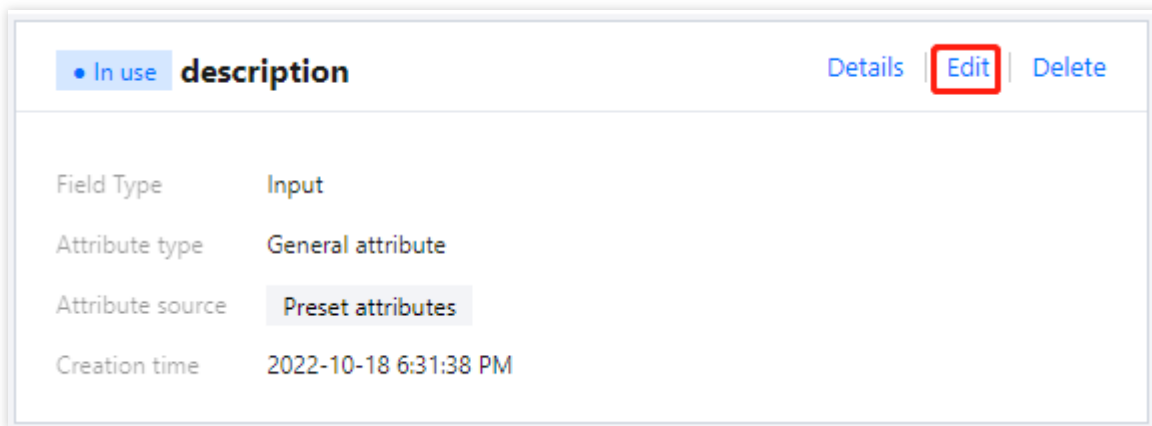 • In use description Details Edit Delete
Field Type Input
Attribute type General attribute
Attribute source Preset attributes
Creation time 2022-10-18 6:31:38 PM